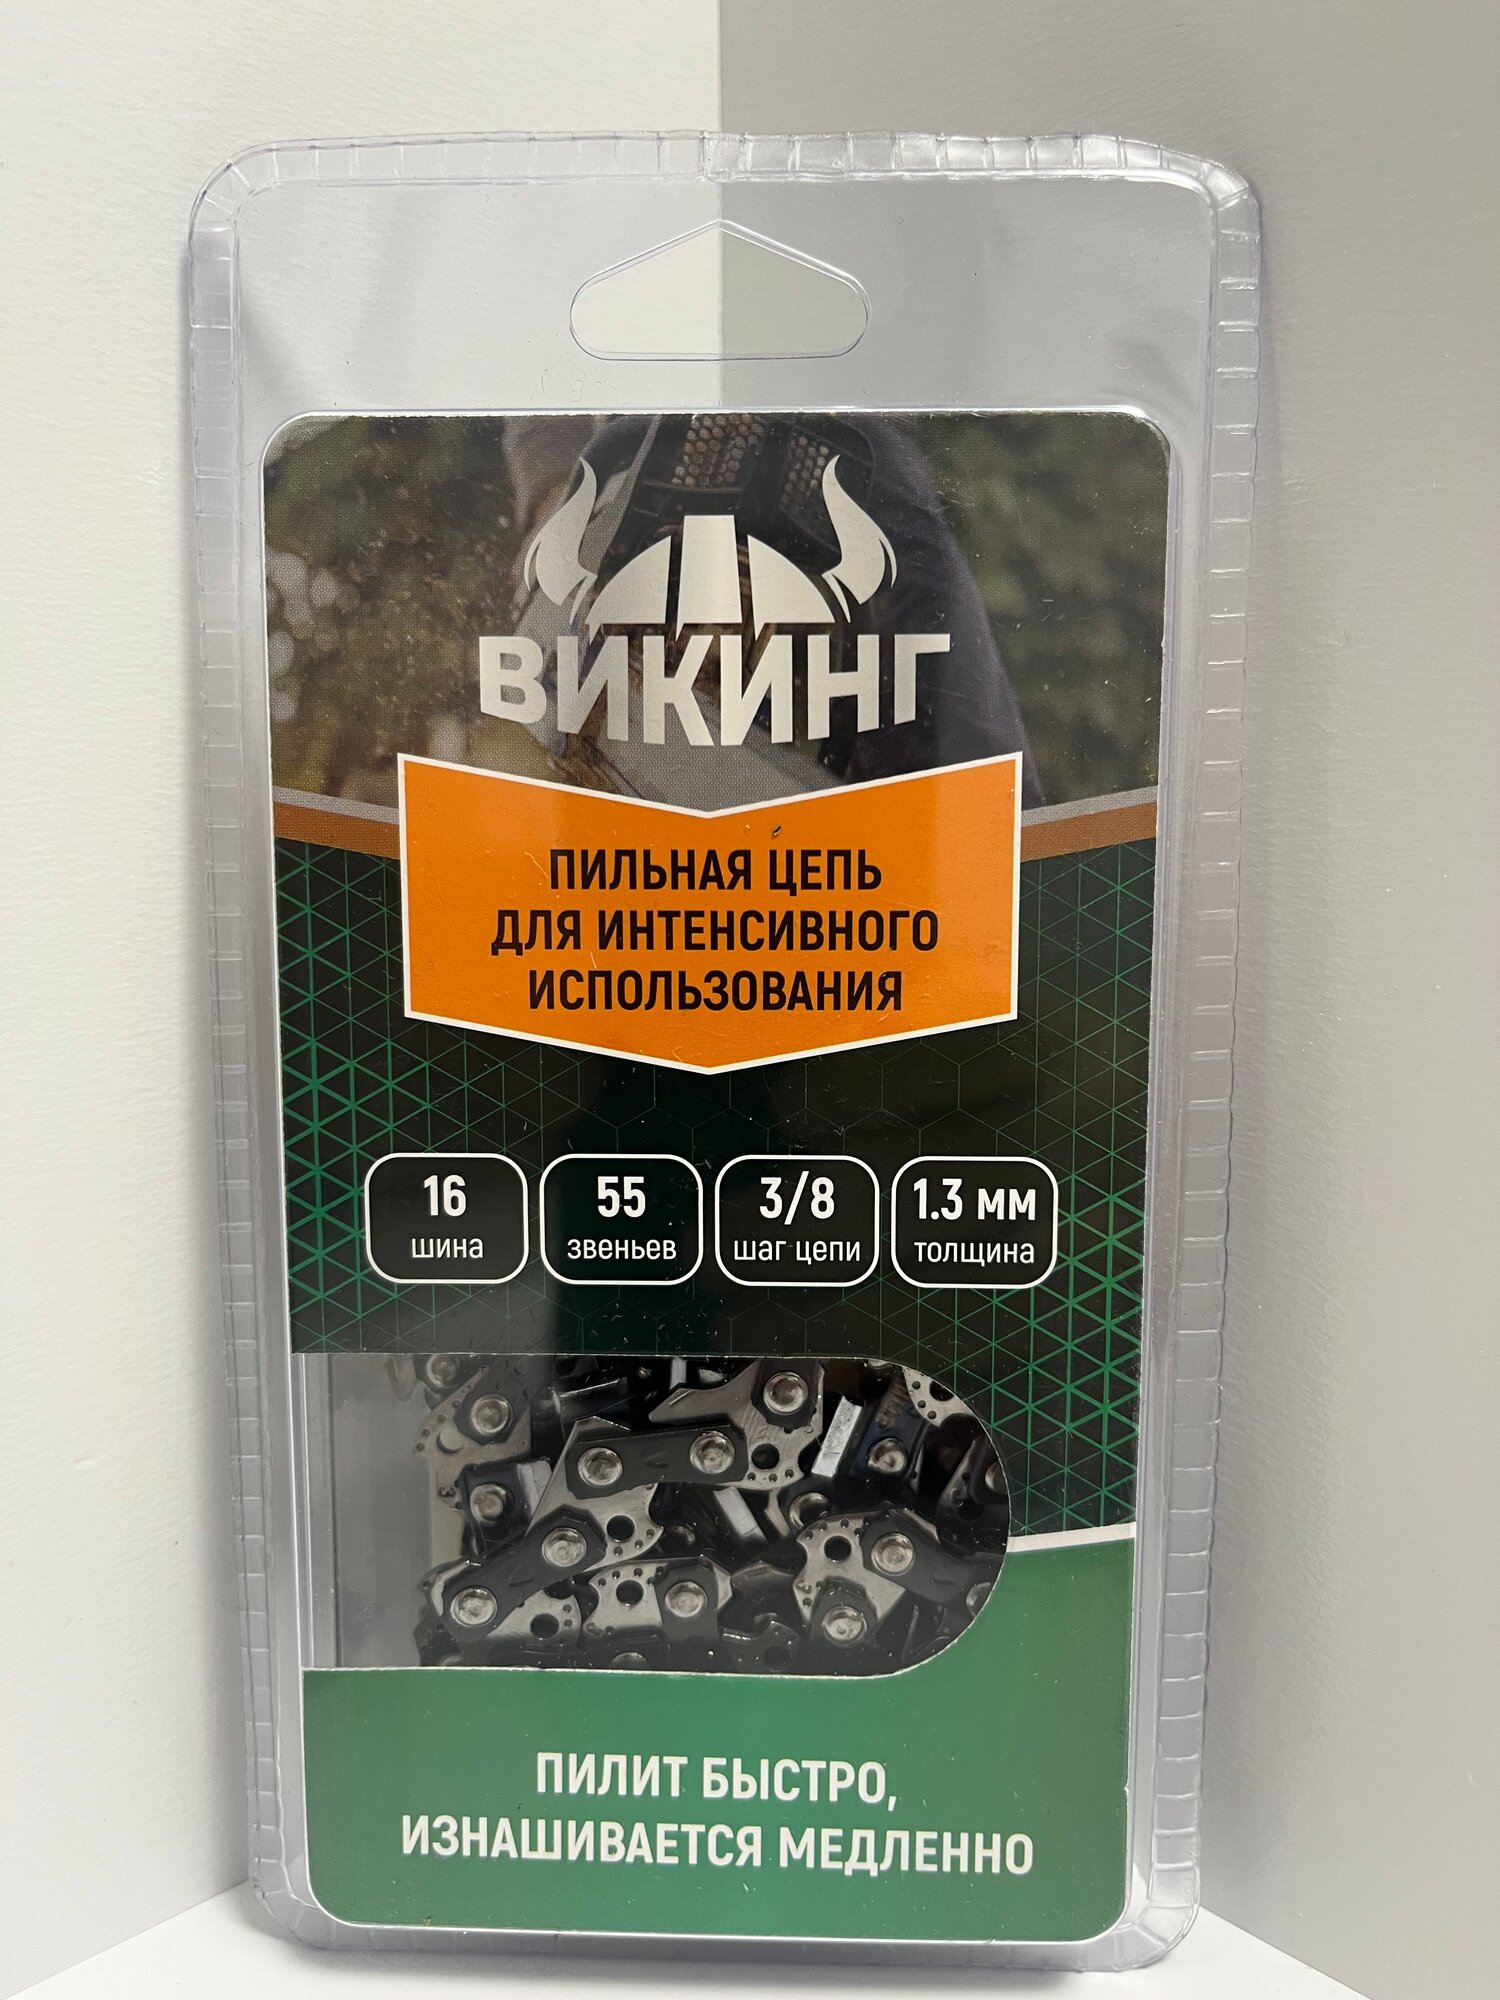 ВИКИНГ
ПИЛЬНАЯ ЦЕПЬ
ДЛЯ ИНТЕНСИВНОГО
ИСПОЛЬЗОВАНИЯ
16
шина
55
звеньев
3/8
шаг цепи
1.3 мм
толщина
ПИЛИТ БЫСТРО,
ИЗНАШИВАЕТСЯ МЕДЛЕННО